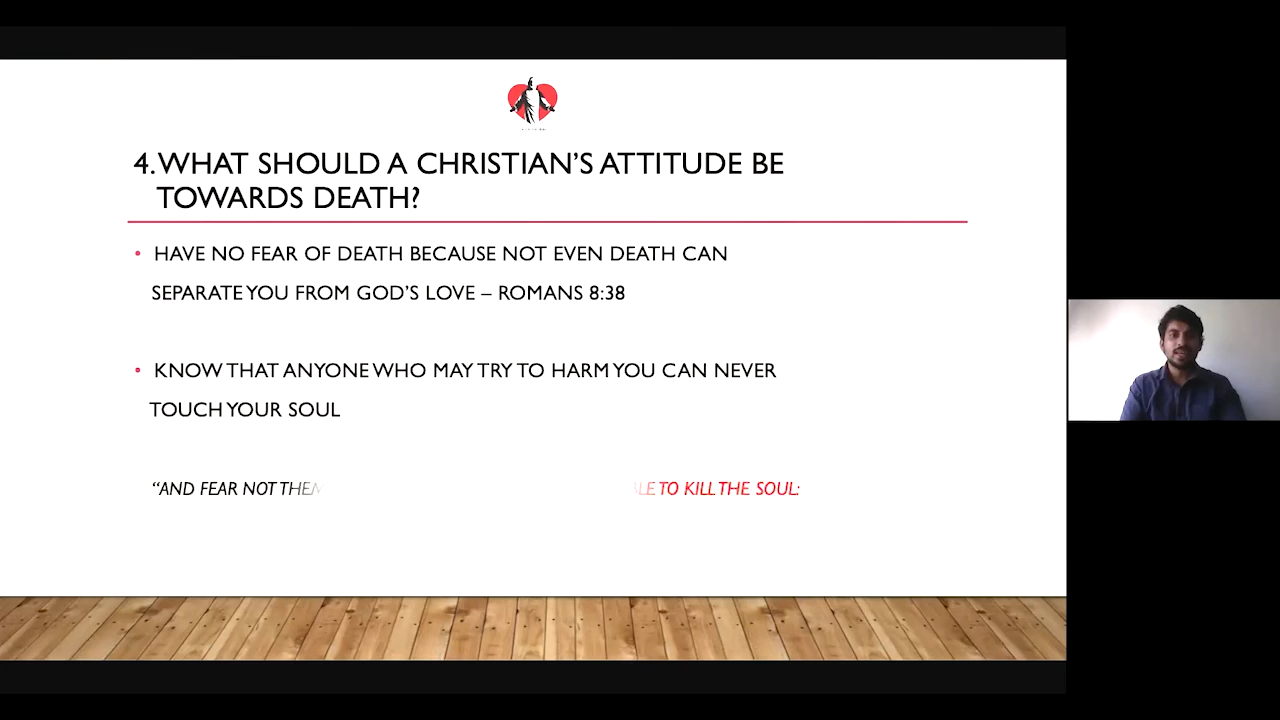 4. WHAT SHOULD A CHRISTIAN'S ATTITUDE BE
TOWARDS DEATH?
• HAVE NO FEAR OF DEATH BECAUSE NOT EVEN DEATH CAN
SEPARATE YOU FROM GOD'S LOVE – ROMANS 8:38
• KNOW THAT ANYONE WHO MAY TRY TO HARM YOU CAN NEVER
TOUCH YOUR SOUL
“AND FEAR NOT THEM TO KILL THE SOUL: